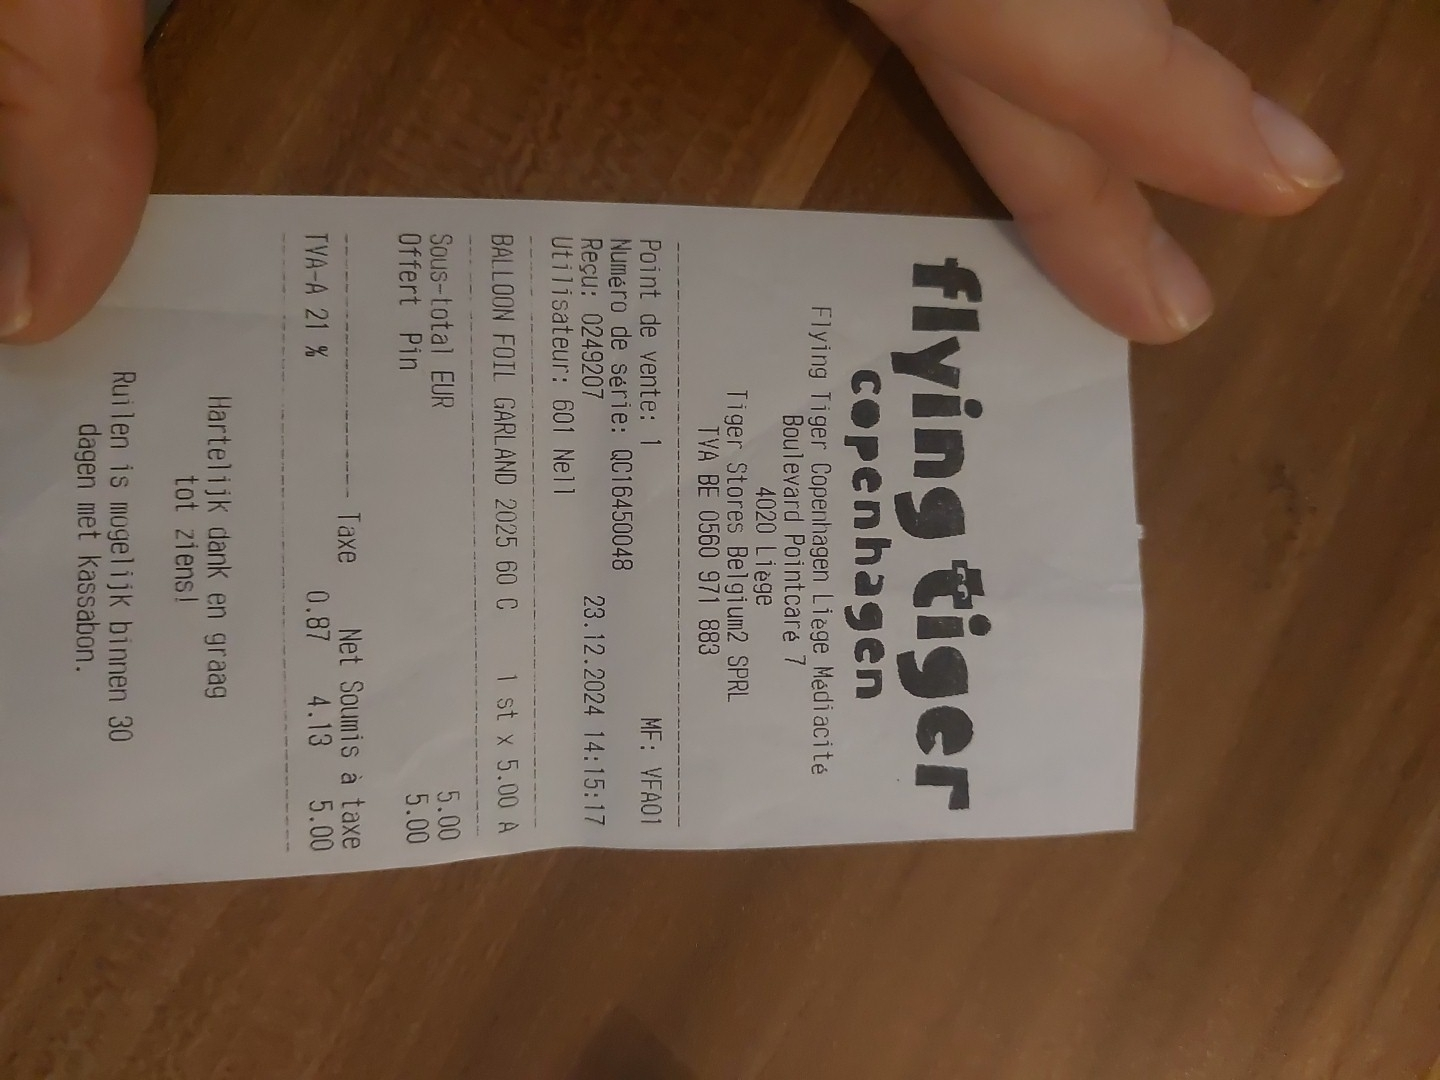 flying tiger
copenhagen
Flying Tiger Copenhagen Liège Médiacité
Boulevard Pointcaré 7
4020 Liège
Tiger Stores Belgium2 SPRL
TVA BE 0560 971 883
Point de vente: 1 MF: VFA01
Numéro de série: QC16450048
Reçu: 0249207 23.12.2024 14:15:17
Utilisateur: 601 Nell
BALLOON FOIL GARLAND 2025 60 C 1 st x 5.00 A
Sous-total EUR 5.00
Offert Pin 5.00
Taxe Net Soumis à taxe
TVA-A 21 % 0.87 4.13 5.00
Hartelijk dank en graag
tot ziens!
Ruilen is mogelijk binnen 30
dagen met kassabon.